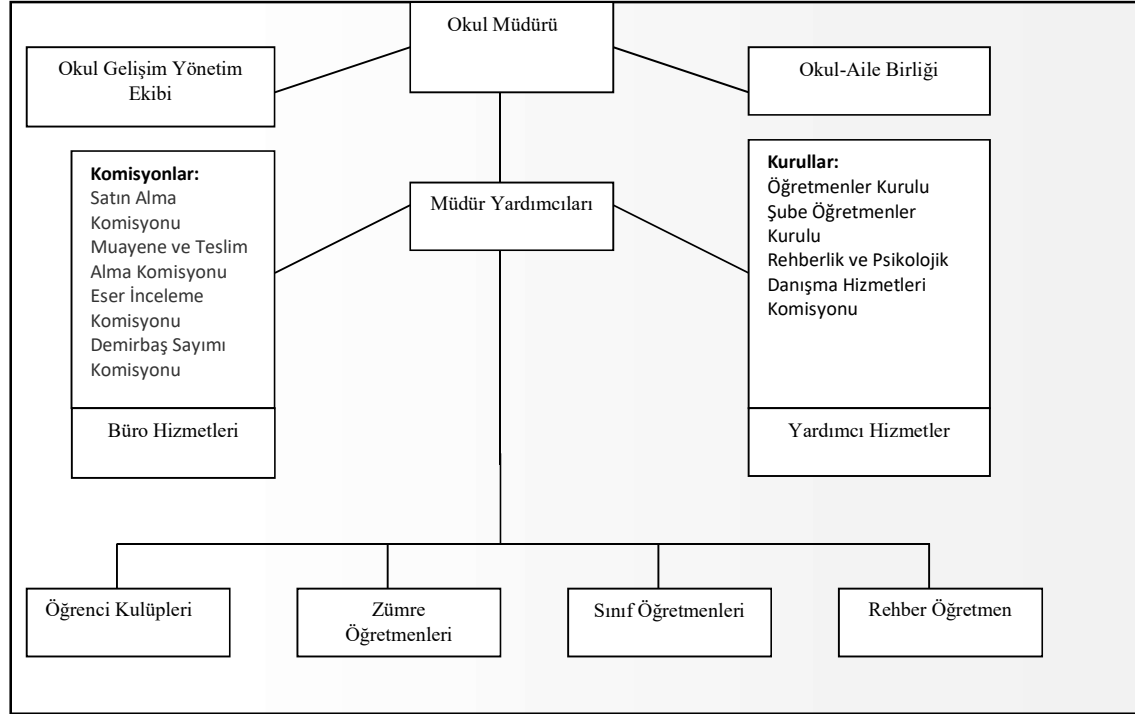 Okul Müdürü
Okul Gelişim Yönetim
Ekibi
Okul-Aile Birliği
Komisyonlar:
Satın Alma
Komisyonu
Muayene ve Teslim
Alma Komisyonu
Eser İnceleme
Komisyonu
Demirbaş Sayımı
Komisyonu
Müdür Yardımcıları
Kurullar:
Öğretmenler Kurulu
Şube Öğretmenler
Kurulu
Rehberlik ve Psikolojik
Danışma Hizmetleri
Komisyonu
Büro Hizmetleri
Yardımcı Hizmetler
Öğrenci Kulüpleri
Zümre
Öğretmenleri
Sınıf Öğretmenleri
Rehber Öğretmen